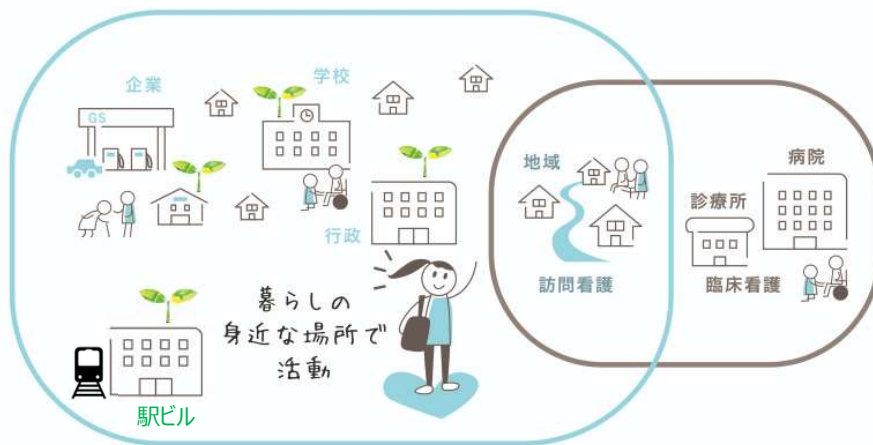 企業
学校
GS
行政
地域
病院
診療所
訪問看護
臨床看護
暮らしの
身近な場所で
活動
駅ビル